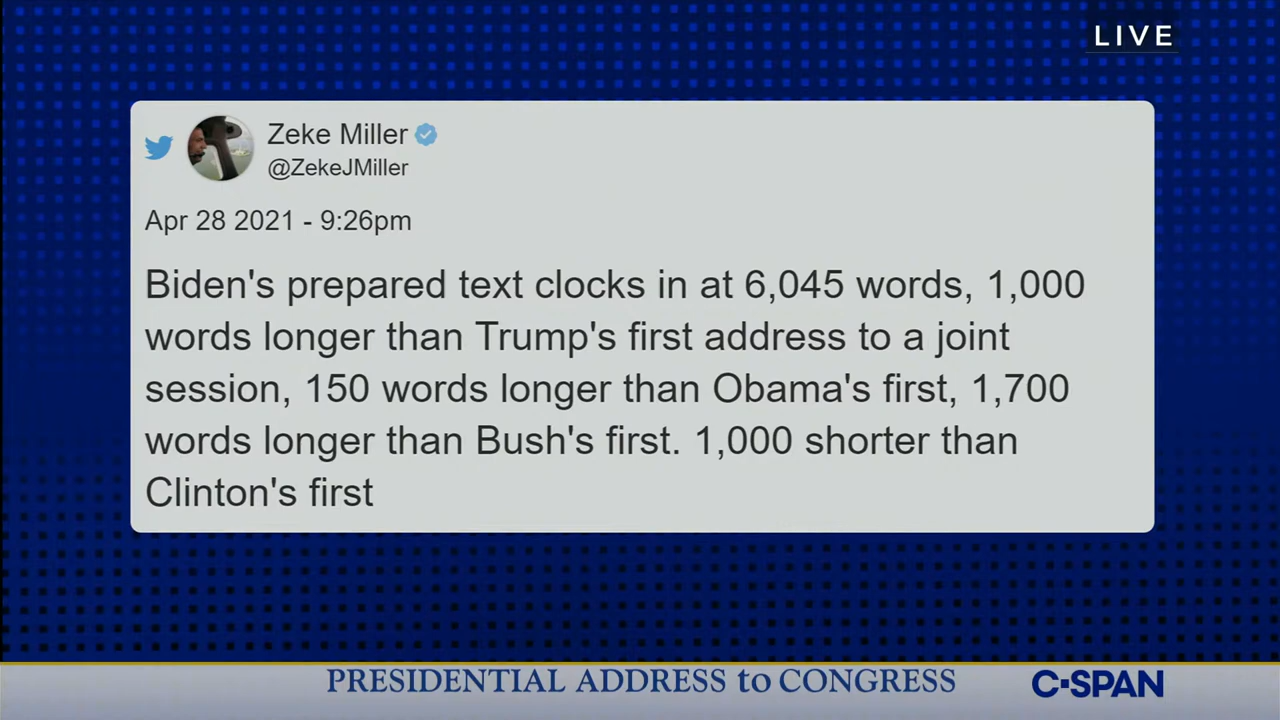 LIVE
Zeke Miller
@ZekeJMiller
Apr 28 2021 - 9:26pm
Biden's prepared text clocks in at 6,045 words, 1,000
words longer than Trump's first address to a joint
session, 150 words longer than Obama's first, 1,700
words longer than Bush's first. 1,000 shorter than
Clinton's first
PRESIDENTIAL ADDRESS to CONGRESS
C·SPAN